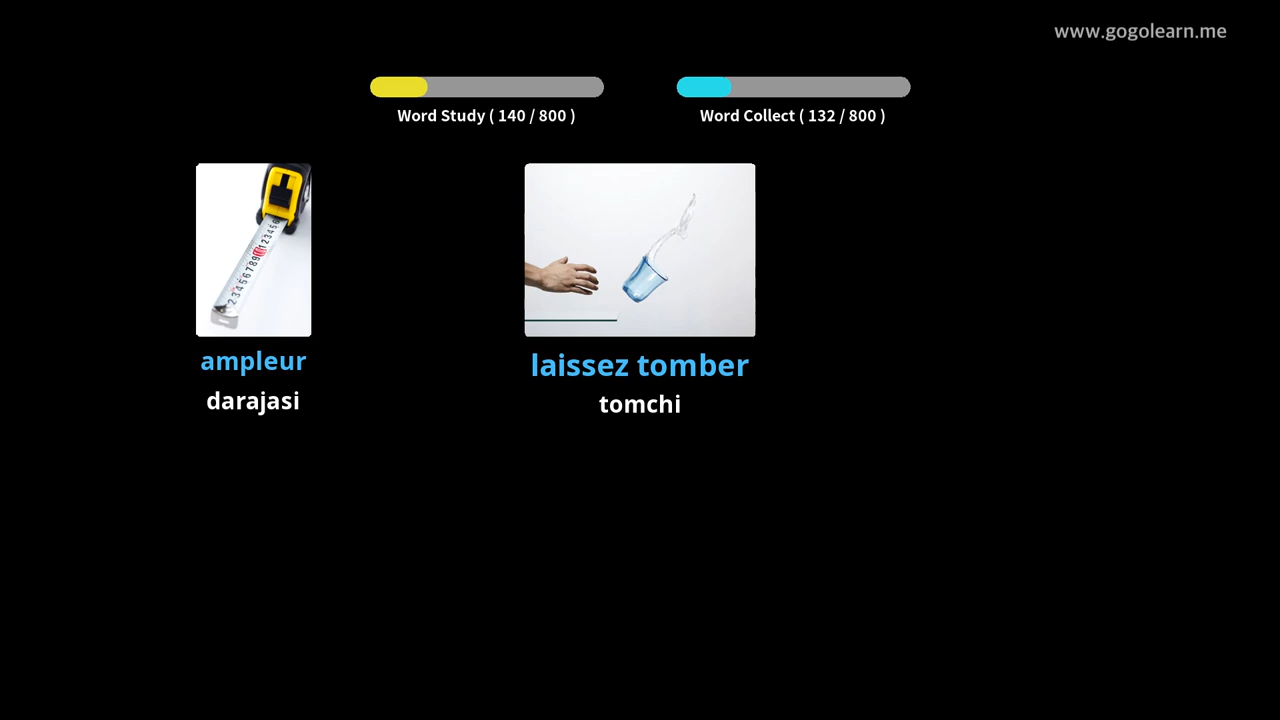 www.gogolearn.me
Word Study ( 140 / 800 )
Word Collect ( 132 / 800 )
ampleur
darajasi
laissez tomber
tomchi